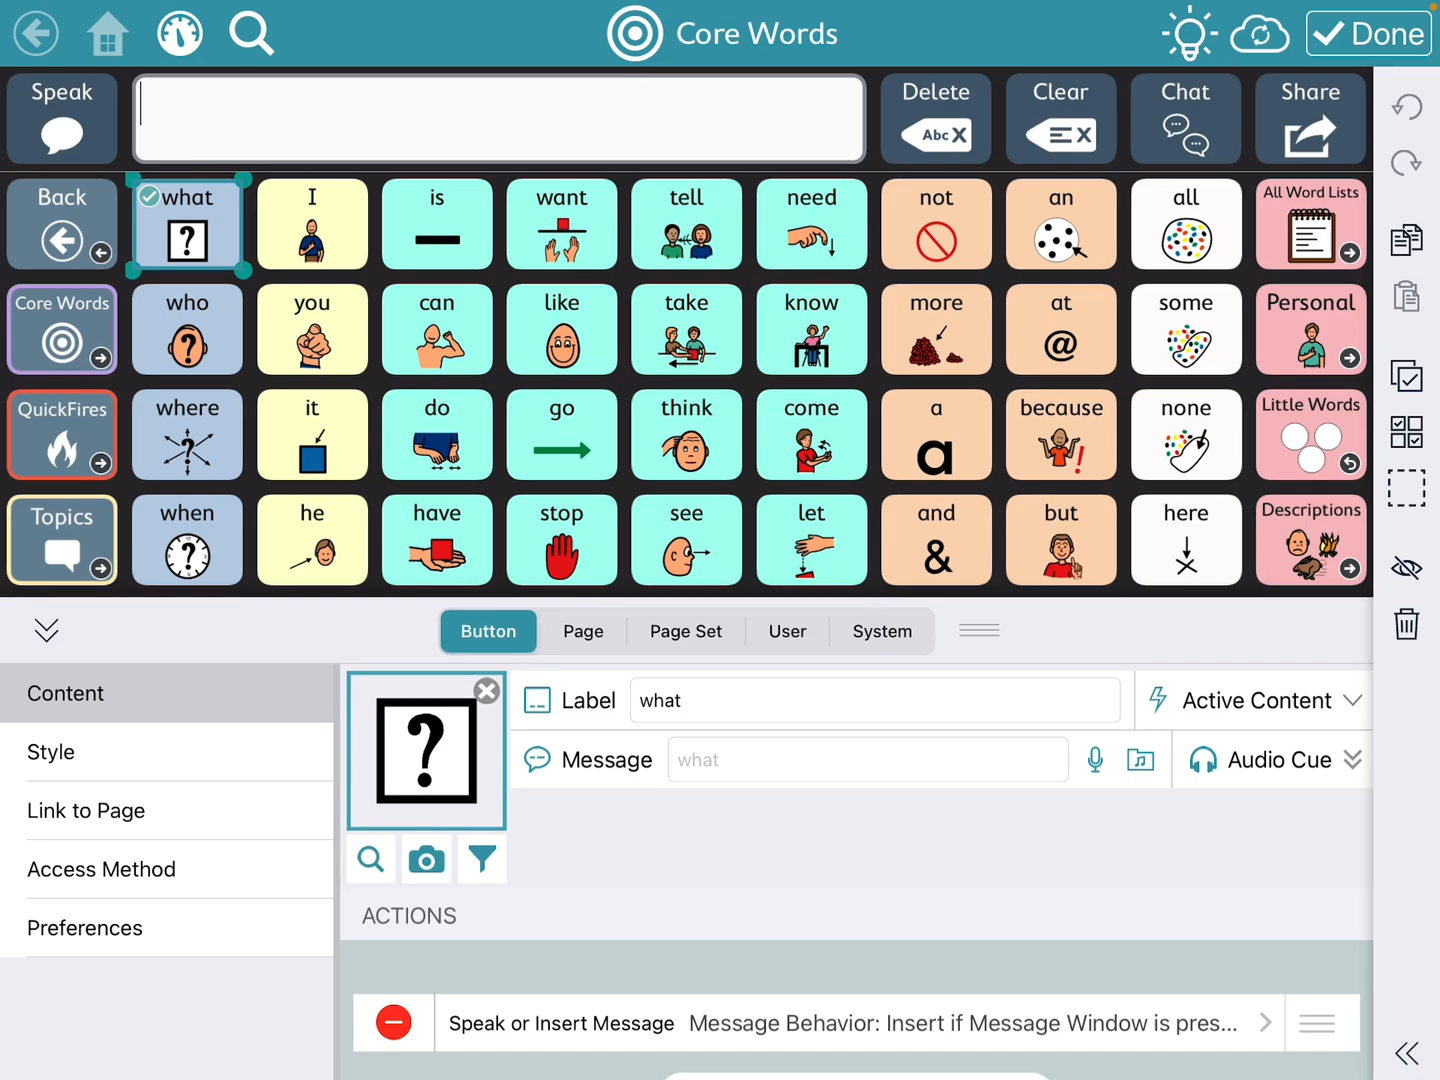 Core Words
Done
Speak
Delete
Abc X
Clear
X
Chat
Share
Back
what
?
I
is
want
tell
need
not
an
all
All Word Lists
Core Words
who
?
you
can
like
take
know
more
at
@
some
Personal
QuickFires
where
?
it
do
go
think
come
a
a
because
!
none
Little Words
Topics
when
?
he
have
stop
see
let
and
&
but
here
Descriptions
Button
Page
Page Set
User
System
Content
Style
Link to Page
Access Method
Preferences
?
Label
what
Active Content
Message
what
Audio Cue
ACTIONS
Speak or Insert Message
Message Behavior: Insert if Message Window is pres...